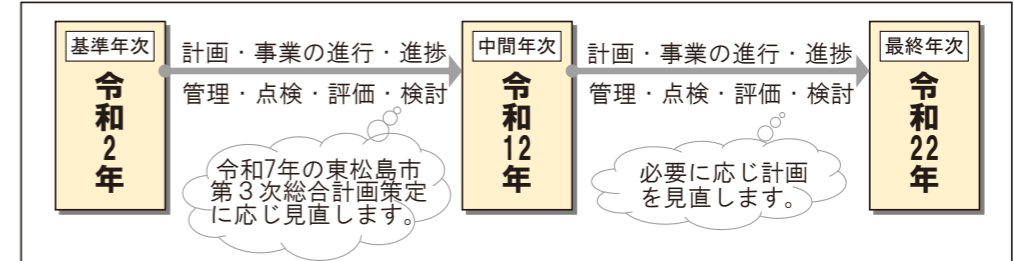 基準年次
令和2年
計画・事業の進行・進捗
管理・点検・評価・検討
令和7年の東松島市
第3次総合計画策定
に応じ見直します。
中間年次
令和12年
計画・事業の進行・進捗
管理・点検・評価・検討
必要に応じ計画
を見直します。
最終年次
令和22年